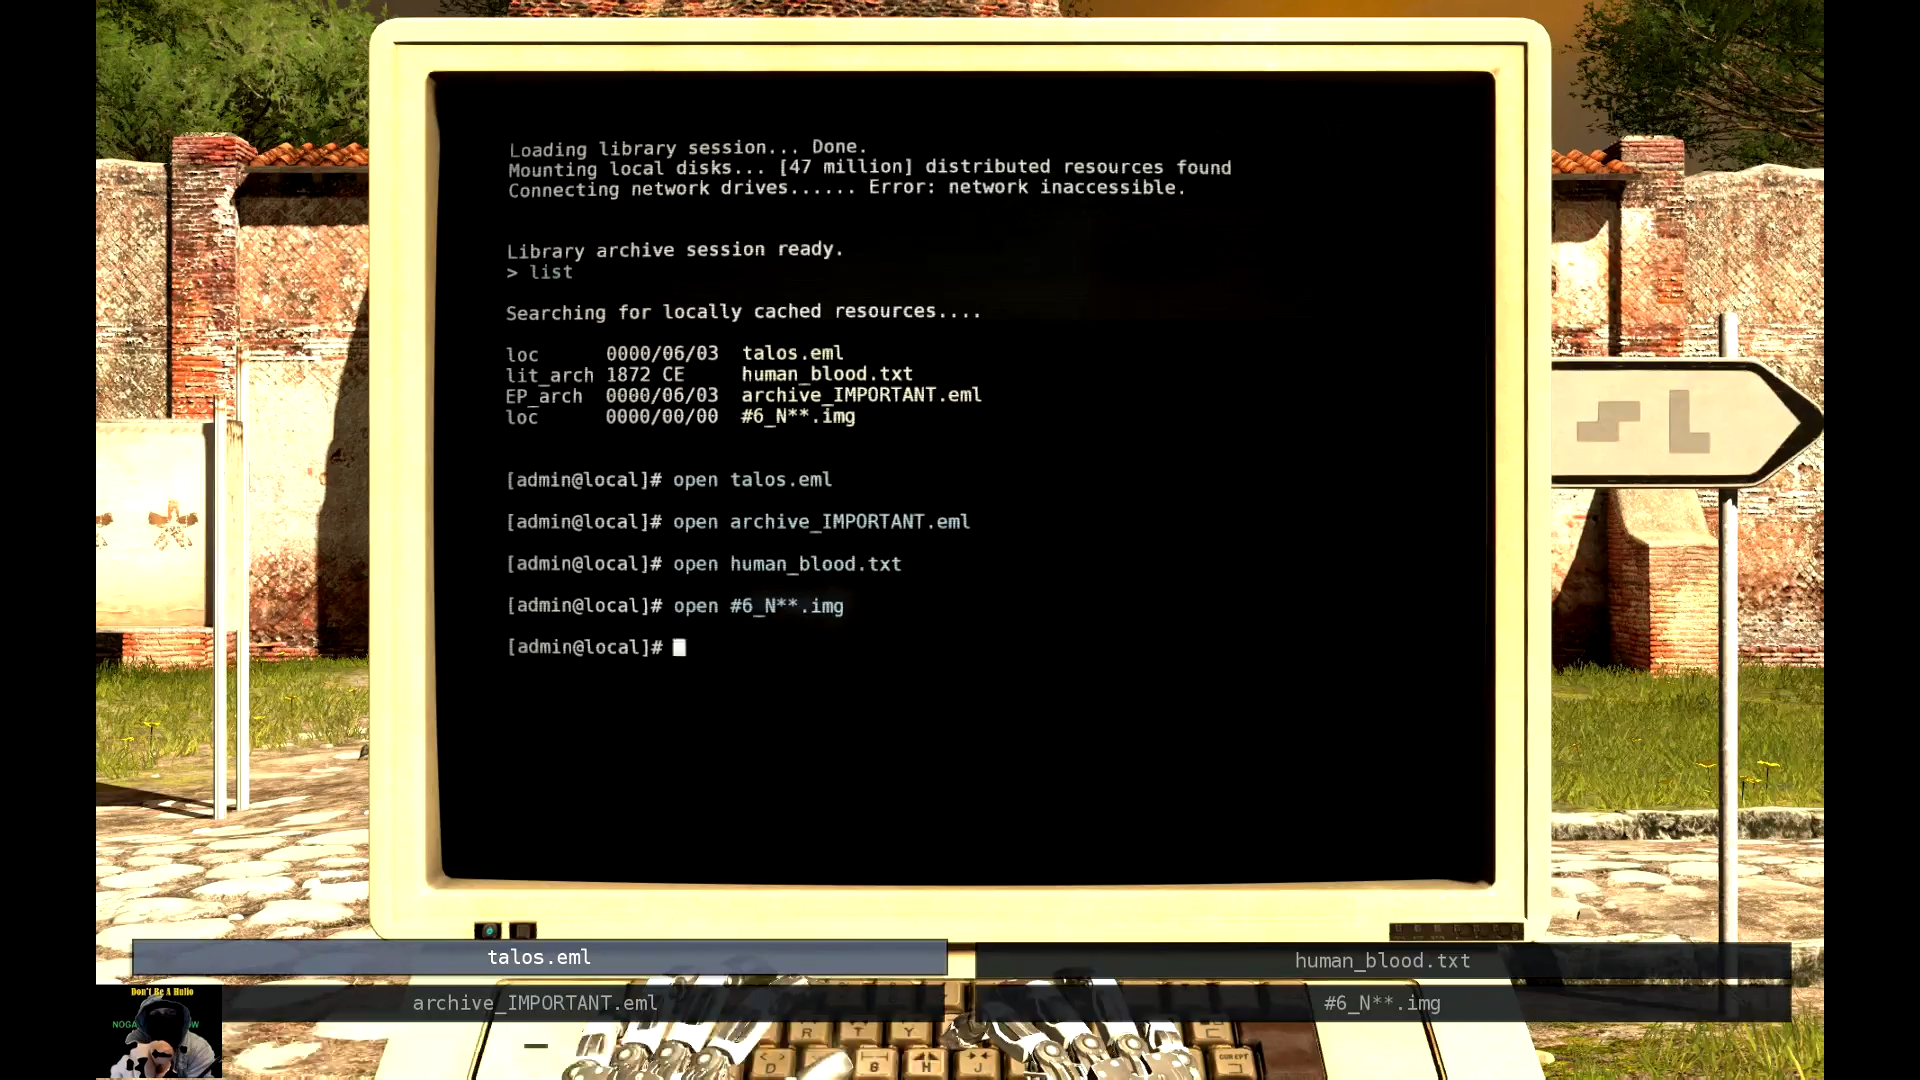 Loading library session... Done.
Mounting local disks... [47 million] distributed resources found
Connecting network drives...... Error: network inaccessible.
Library archive session ready.
> list
Searching for locally cached resources....
loc 0000/06/03 talos.eml
lit_arch 1872 CE human_blood.txt
EP_arch 0000/06/03 archive_IMPORTANT.eml
loc 0000/00/00 #6_N**.img
[admin@local]# open talos.eml
[admin@local]# open archive_IMPORTANT.eml
[admin@local]# open human_blood.txt
[admin@local]# open #6_N**.img
[admin@local]#
talos.eml
human_blood.txt
archive_IMPORTANT.eml
#6_N**.img
Don't Be A Hulio
R T Y
D G H J